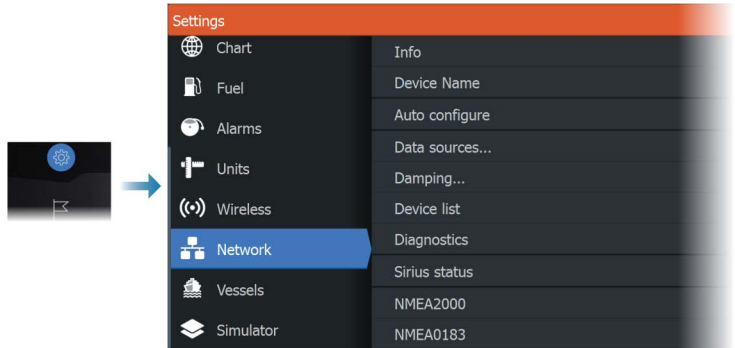 Settings
Chart
Fuel
Alarms
Units
Wireless
Network
Vessels
Simulator
Info
Device Name
Auto configure
Data sources...
Damping...
Device list
Diagnostics
Sirius status
NMEA2000
NMEA0183